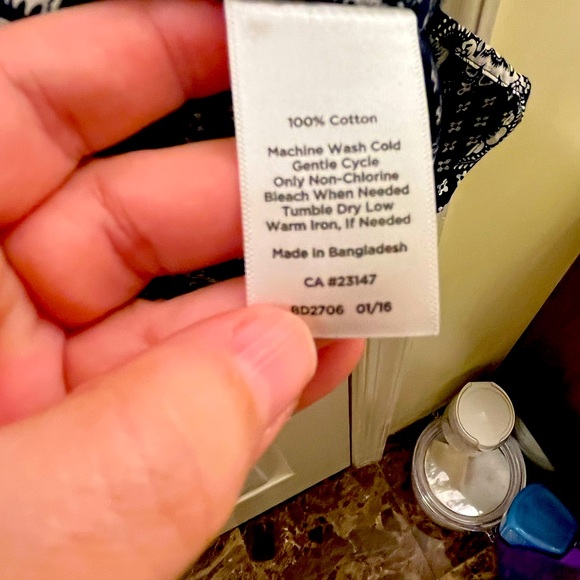 100% Cotton
Machine Wash Cold
Gentle Cycle
Only Non-Chlorine
Bleach When Needed
Tumble Dry Low
Warm Iron, If Needed
Made In Bangladesh
CA #23147
BD2706 01/16